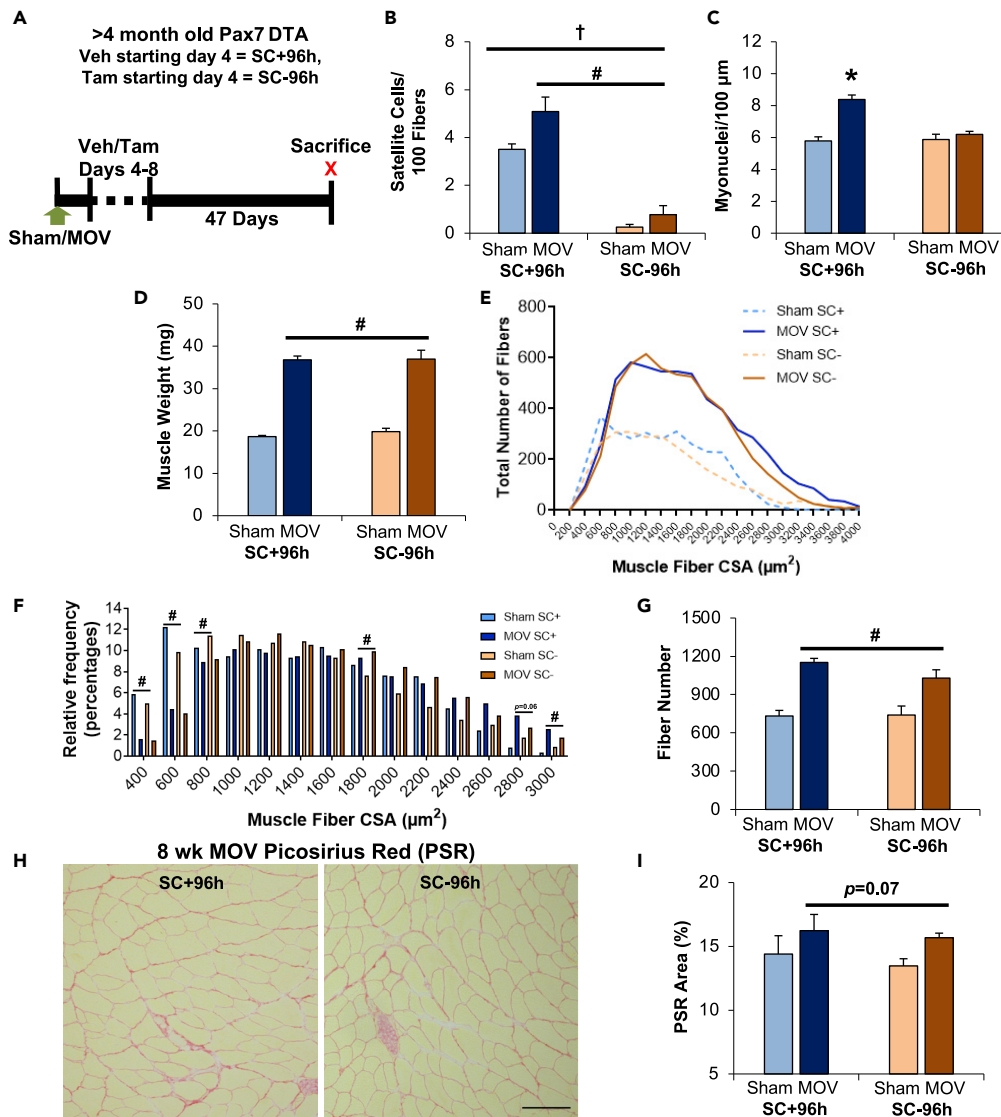 A
>4 month old Pax7 DTA
Veh starting day 4 = SC+96h,
Tam starting day 4 = SC-96h
Veh/Tam
Days 4-8
Sacrifice
X
47 Days
Sham/MOV
B
Satellite Cells/
100 Fibers
8
6
4
2
0
†
#
Sham MOV
SC+96h
Sham MOV
SC-96h
C
Myonuclei/100 µm
12
10
8
6
4
2
0
*
Sham MOV
SC+96h
Sham MOV
SC-96h
D
Muscle Weight (mg)
50
40
30
20
10
0
#
Sham MOV
SC+96h
Sham MOV
SC-96h
E
Total Number of Fibers
800
600
400
200
0
Sham SC+
MOV SC+
Sham SC-
MOV SC-
0 200 400 600 800 1000 1200 1400 1600 1800 2000 2200 2400 2600 2800 3000 3200 3400 3600 3800 4000
Muscle Fiber CSA (µm²)
F
Relative frequency
(percentages)
14
12
10
8
6
4
2
0
# # # # p=0.06 #
Sham SC+
MOV SC+
Sham SC-
MOV SC-
400 600 800 1000 1200 1400 1600 1800 2000 2200 2400 2600 2800 3000
Muscle Fiber CSA (µm²)
G
Fiber Number
1500
1200
900
600
300
0
#
Sham MOV
SC+96h
Sham MOV
SC-96h
H
8 wk MOV Picosirius Red (PSR)
SC+96h
SC-96h
I
PSR Area (%)
20
15
10
5
p=0.07
Sham MOV
SC+96h
Sham MOV
SC-96h